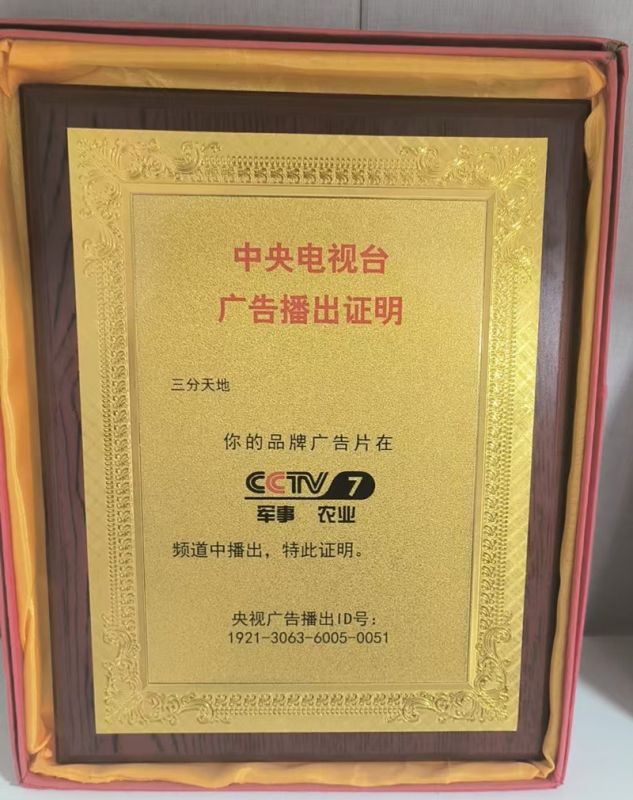 中央电视台
广告播出证明
三分天地
你的品牌广告片在
CCTV 7
军事 农业
频道中播出，特此证明。
央视广告播出ID号：
1921-3063-6005-0051